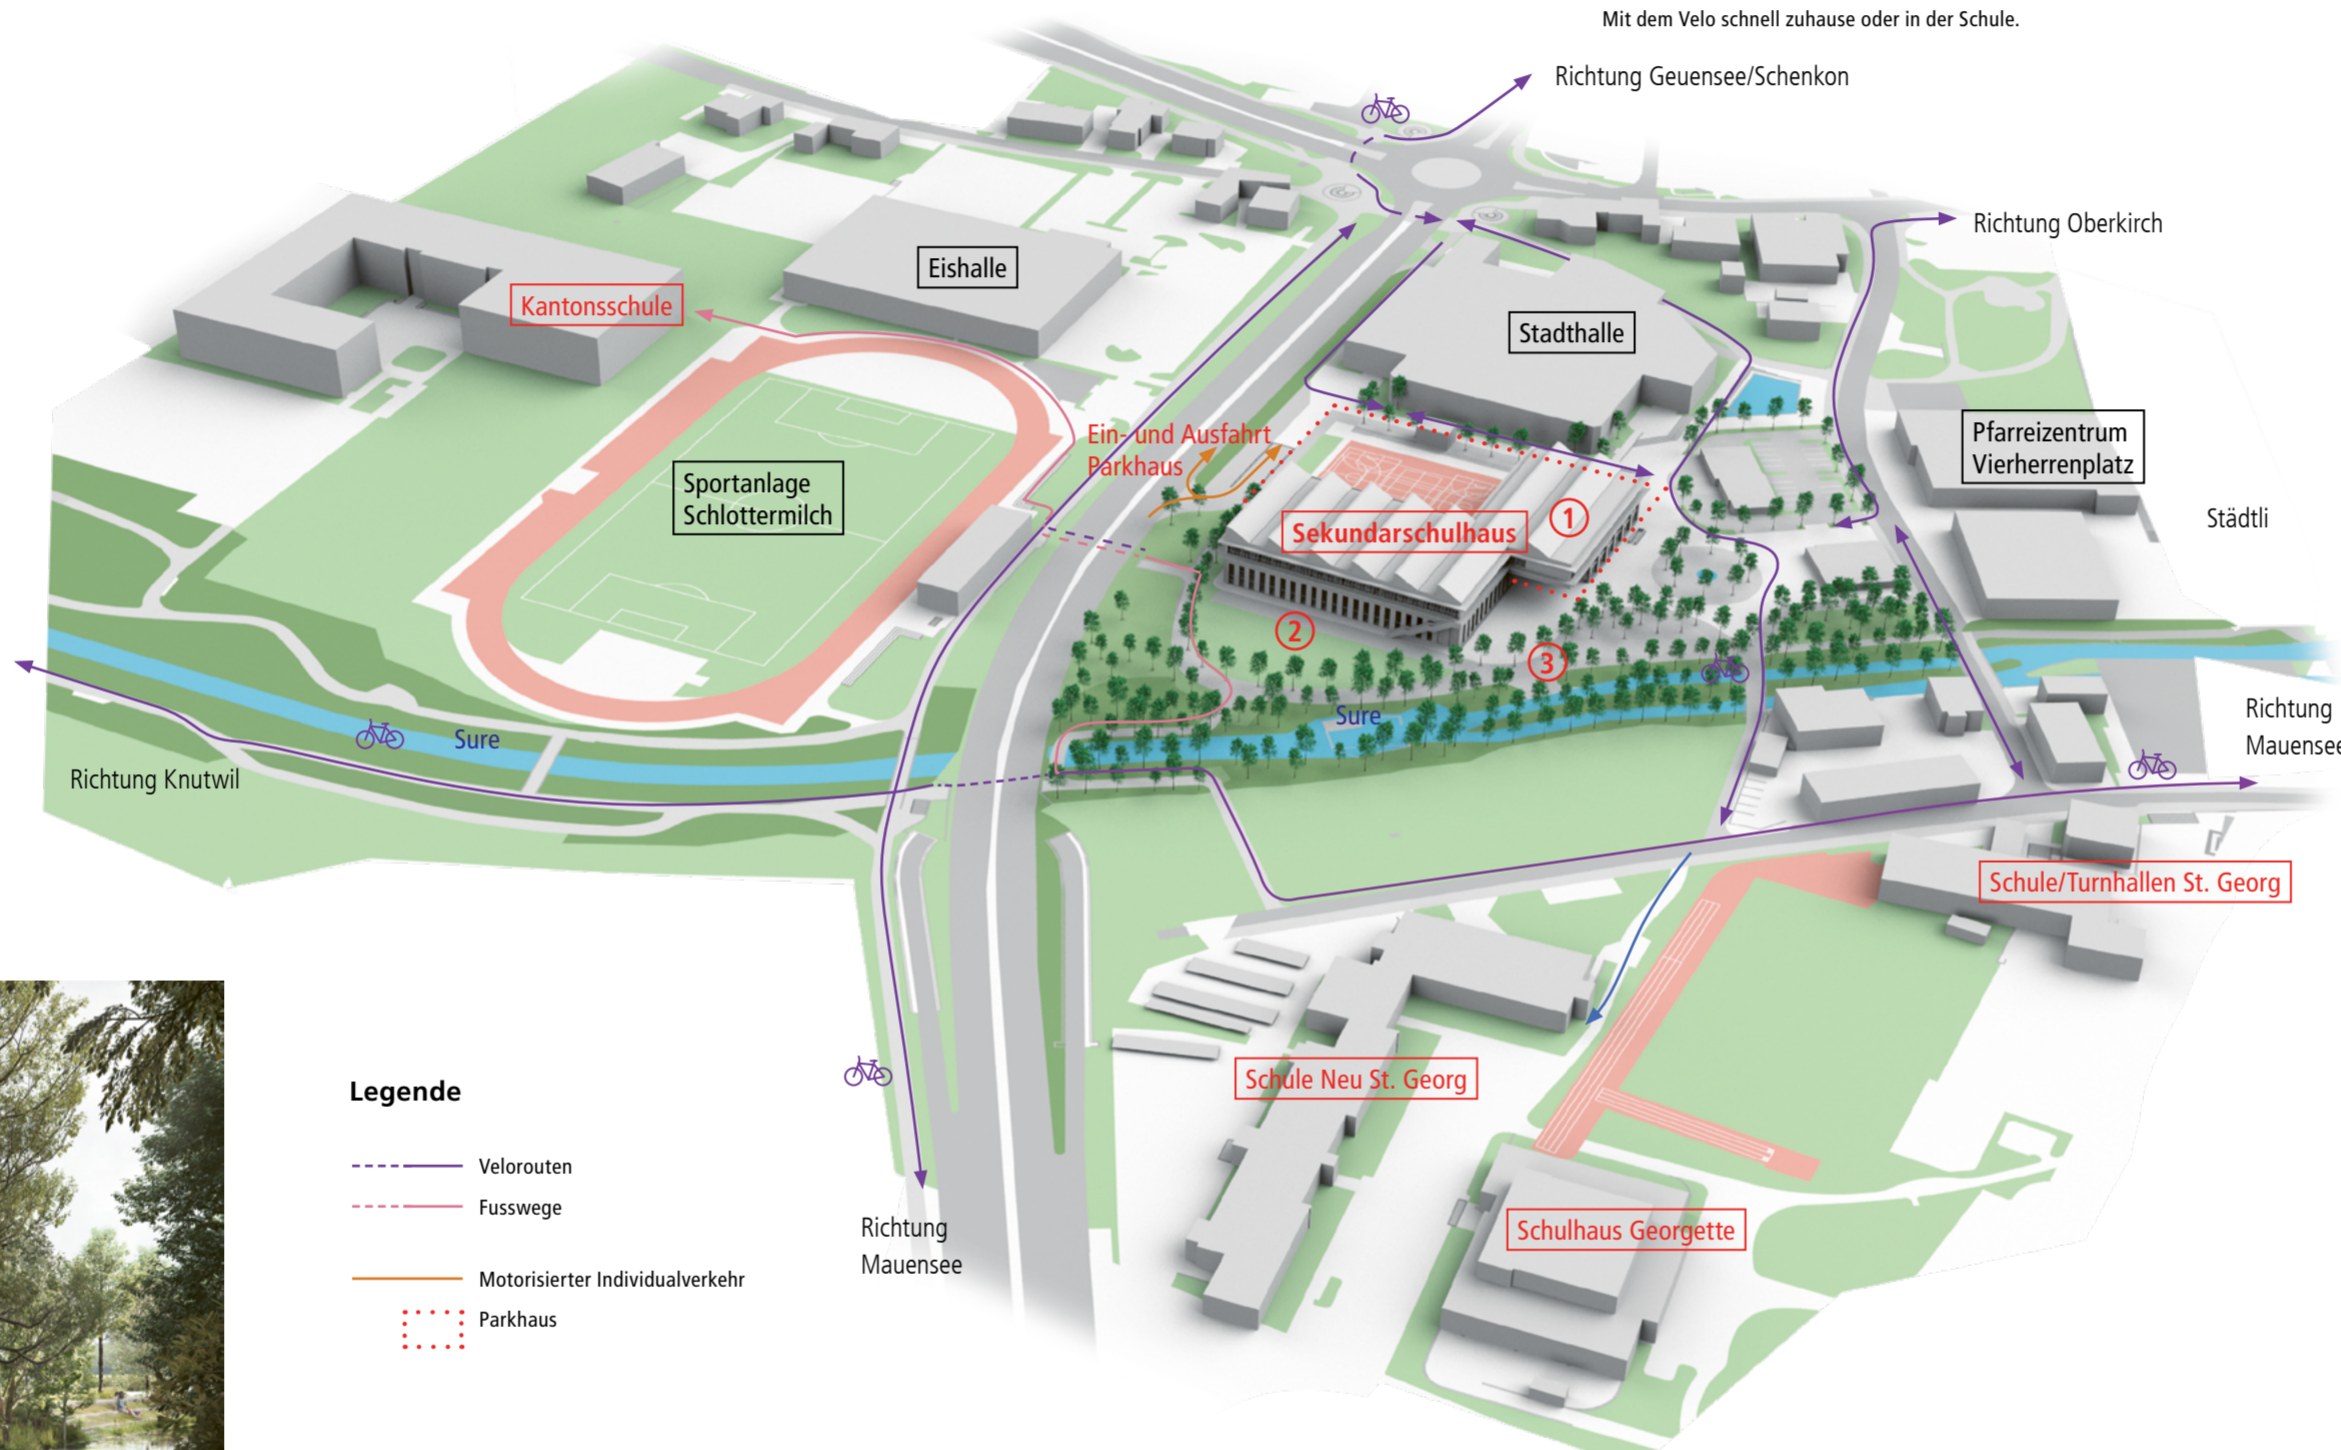 Mit dem Velo schnell zuhause oder in der Schule.
Richtung Geuensee/Schenkon
Richtung Oberkirch
Eishalle
Kantonsschule
Stadthalle
Ein- und Ausfahrt
Parkhaus
Pfarreizentrum
Vierherrenplatz
Sportanlage
Schlottermilch
Städtli
Sekundarschulhaus
1
2
3
Sure
Sure
Richtung
Mauensee
Richtung Knutwil
Schule/Turnhallen St. Georg
Schule Neu St. Georg
Legende
Velorouten
Fusswege
Motorisierter Individualverkehr
Parkhaus
Richtung
Mauensee
Schulhaus Georgette